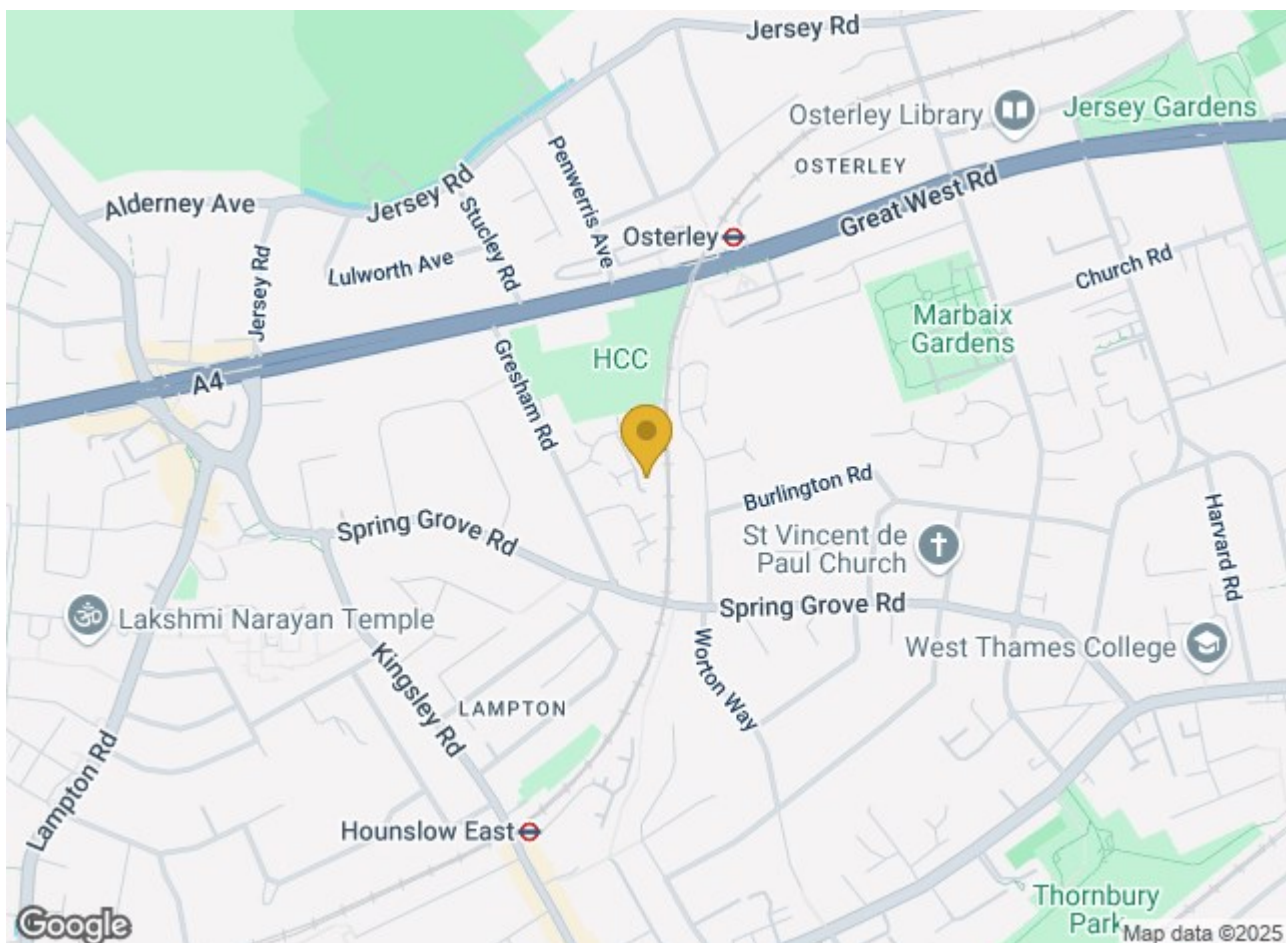 Jersey Rd
Osterley Library
Jersey Gardens
OSTERLEY
Penwerris Ave
Alderney Ave
Jersey Rd
Stucley Rd
Great West Rd
Osterley
Lulworth Ave
Church Rd
Jersey Rd
Marbaix
Gardens
HCC
A4
Gresham Rd
Burlington Rd
Harvard Rd
Spring Grove Rd
St Vincent de
Paul Church
Spring Grove Rd
ॐ
Lakshmi Narayan Temple
West Thames College
Worton Way
Kingsley Rd
LAMPTON
Lampton Rd
Hounslow East
Thornbury
Park
Google
Map data ©2025